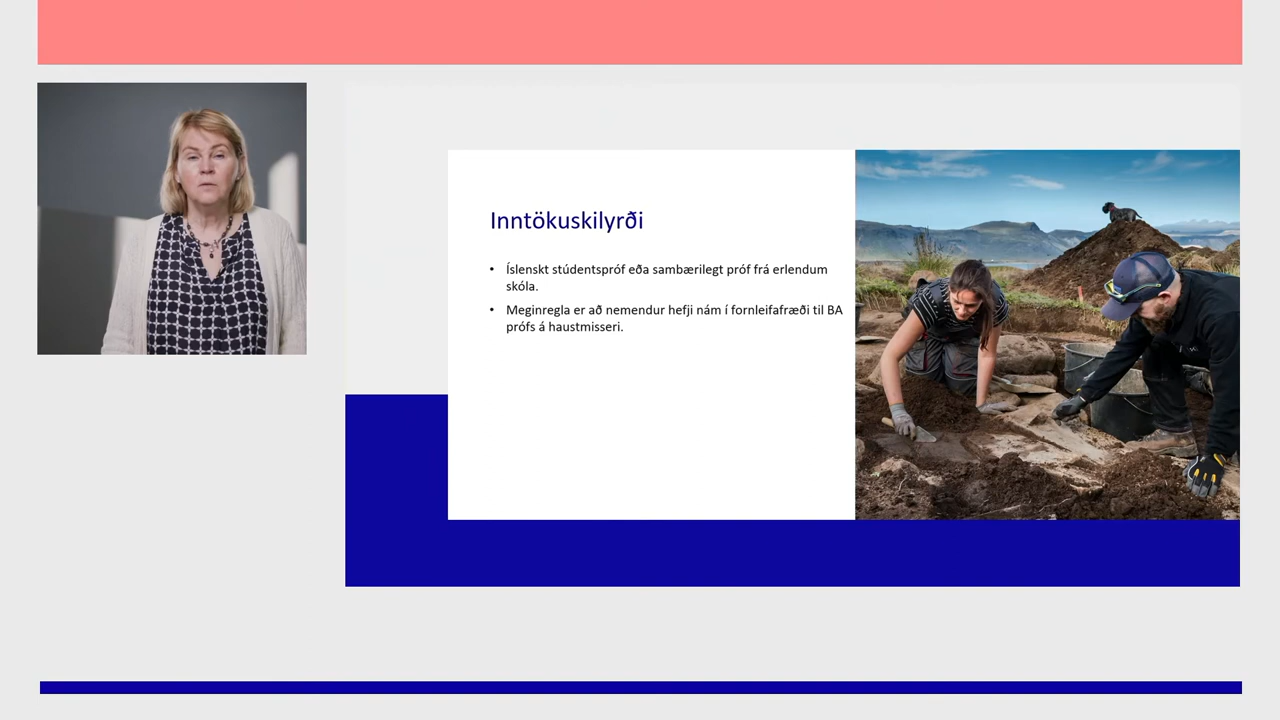 Inntökuskilyrði
• Íslenskt stúdentspróf eða sambærilegt próf frá erlendum
skóla.
• Meginregla er að nemendur hefji nám í fornleifafræði til BA
prófs á haustmisseri.